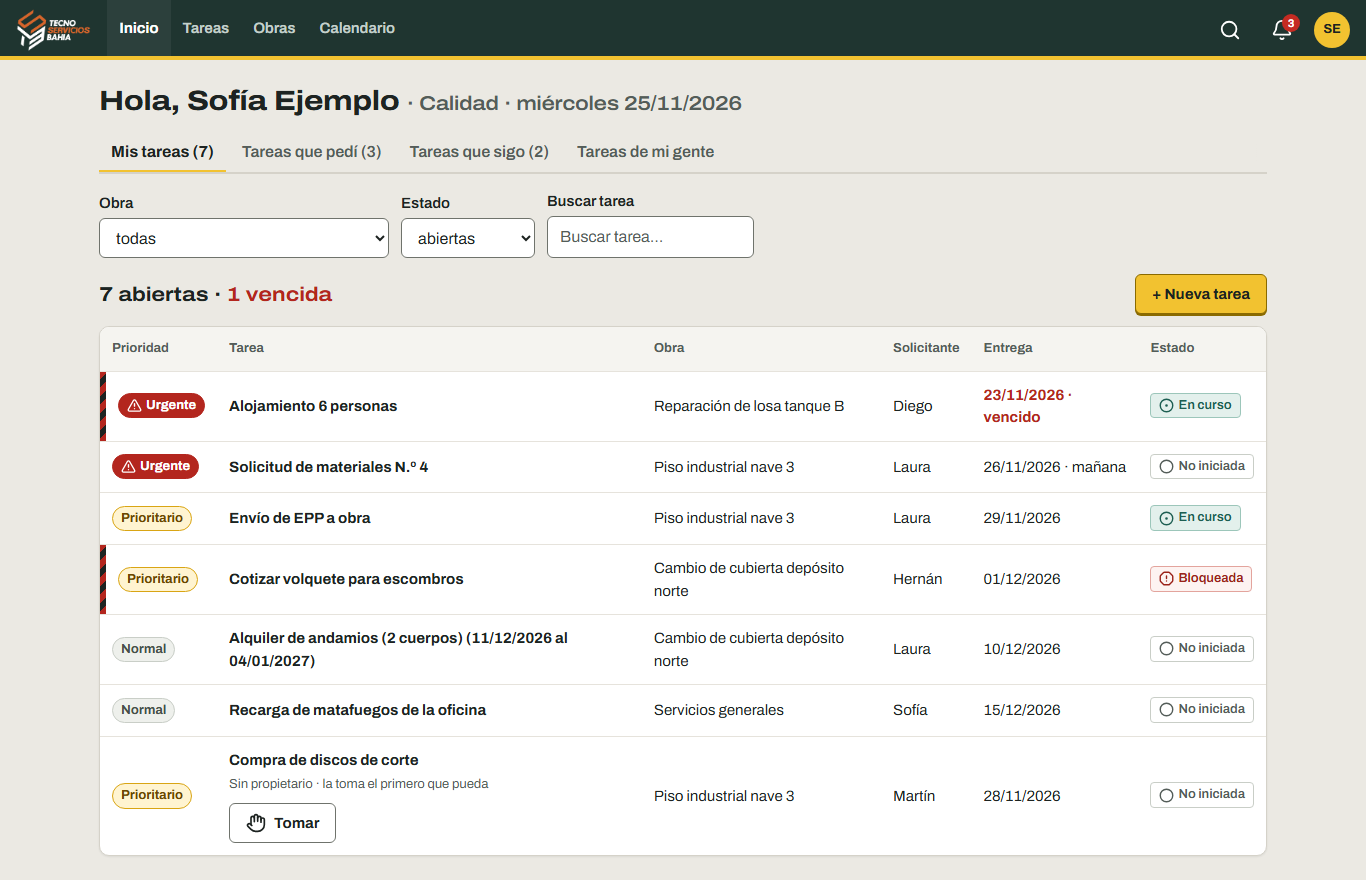 TECNO
SERVICIOS
BAHIA
Inicio
Tareas
Obras
Calendario
3
SE
Hola, Sofía Ejemplo · Calidad · miércoles 25/11/2026
Mis tareas (7)
Tareas que pedí (3)
Tareas que sigo (2)
Tareas de mi gente
Obra
Estado
Buscar tarea
todas
abiertas
Buscar tarea...
7 abiertas · 1 vencida
+ Nueva tarea
Prioridad
Tarea
Obra
Solicitante
Entrega
Estado
Urgente
Alojamiento 6 personas
Reparación de losa tanque B
Diego
23/11/2026 ·
vencido
En curso
Urgente
Solicitud de materiales N.º 4
Piso industrial nave 3
Laura
26/11/2026 · mañana
No iniciada
Prioritario
Envío de EPP a obra
Piso industrial nave 3
Laura
29/11/2026
En curso
Prioritario
Cotizar volquete para escombros
Cambio de cubierta depósito
norte
Hernán
01/12/2026
Bloqueada
Normal
Alquiler de andamios (2 cuerpos) (11/12/2026 al
04/01/2027)
Cambio de cubierta depósito
norte
Laura
10/12/2026
No iniciada
Normal
Recarga de matafuegos de la oficina
Servicios generales
Sofía
15/12/2026
No iniciada
Prioritario
Compra de discos de corte
Sin propietario · la toma el primero que pueda
Tomar
Piso industrial nave 3
Martín
28/11/2026
No iniciada